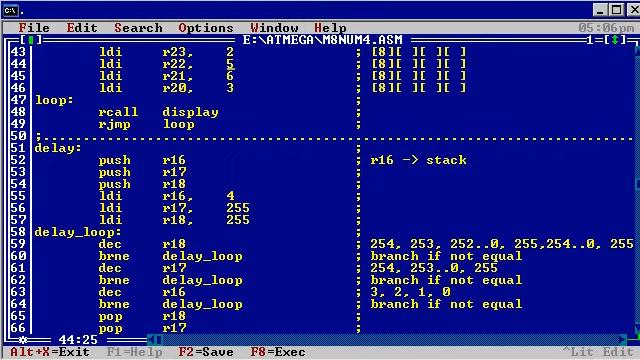 C:\ .
File Edit Search Options Window Help 05:06pm
E:\ATMEGA\M8NUM4.ASM 1=[↕]
43 ldi r23, 2 ; [8][ ][ ][ ]
44 ldi r22, 5 ; [8][ ][ ][ ]
45 ldi r21, 6 ; [8][ ][ ][ ]
46 ldi r20, 3 ; [8][ ][ ][ ]
47 loop: ;
48 rcall display ;
49 rjmp loop ;
50 ;...........................................................................
51 delay: ;
52 push r16 ; r16 -> stack
53 push r17 ;
54 push r18 ;
55 ldi r16, 4 ;
56 ldi r17, 255 ;
57 ldi r18, 255 ;
58 delay_loop: ;
59 dec r18 ; 254, 253, 252..0, 255,254..0, 255
60 brne delay_loop ; branch if not equal
61 dec r17 ; 254, 253..0, 255
62 brne delay_loop ; branch if not equal
63 dec r16 ; 3, 2, 1, 0
64 brne delay_loop ; branch if not equal
65 pop r18 ;
66 pop r17 ;
44:25
Alt+X=Exit F1=Help F2=Save F8=Exec ^Lit Edit